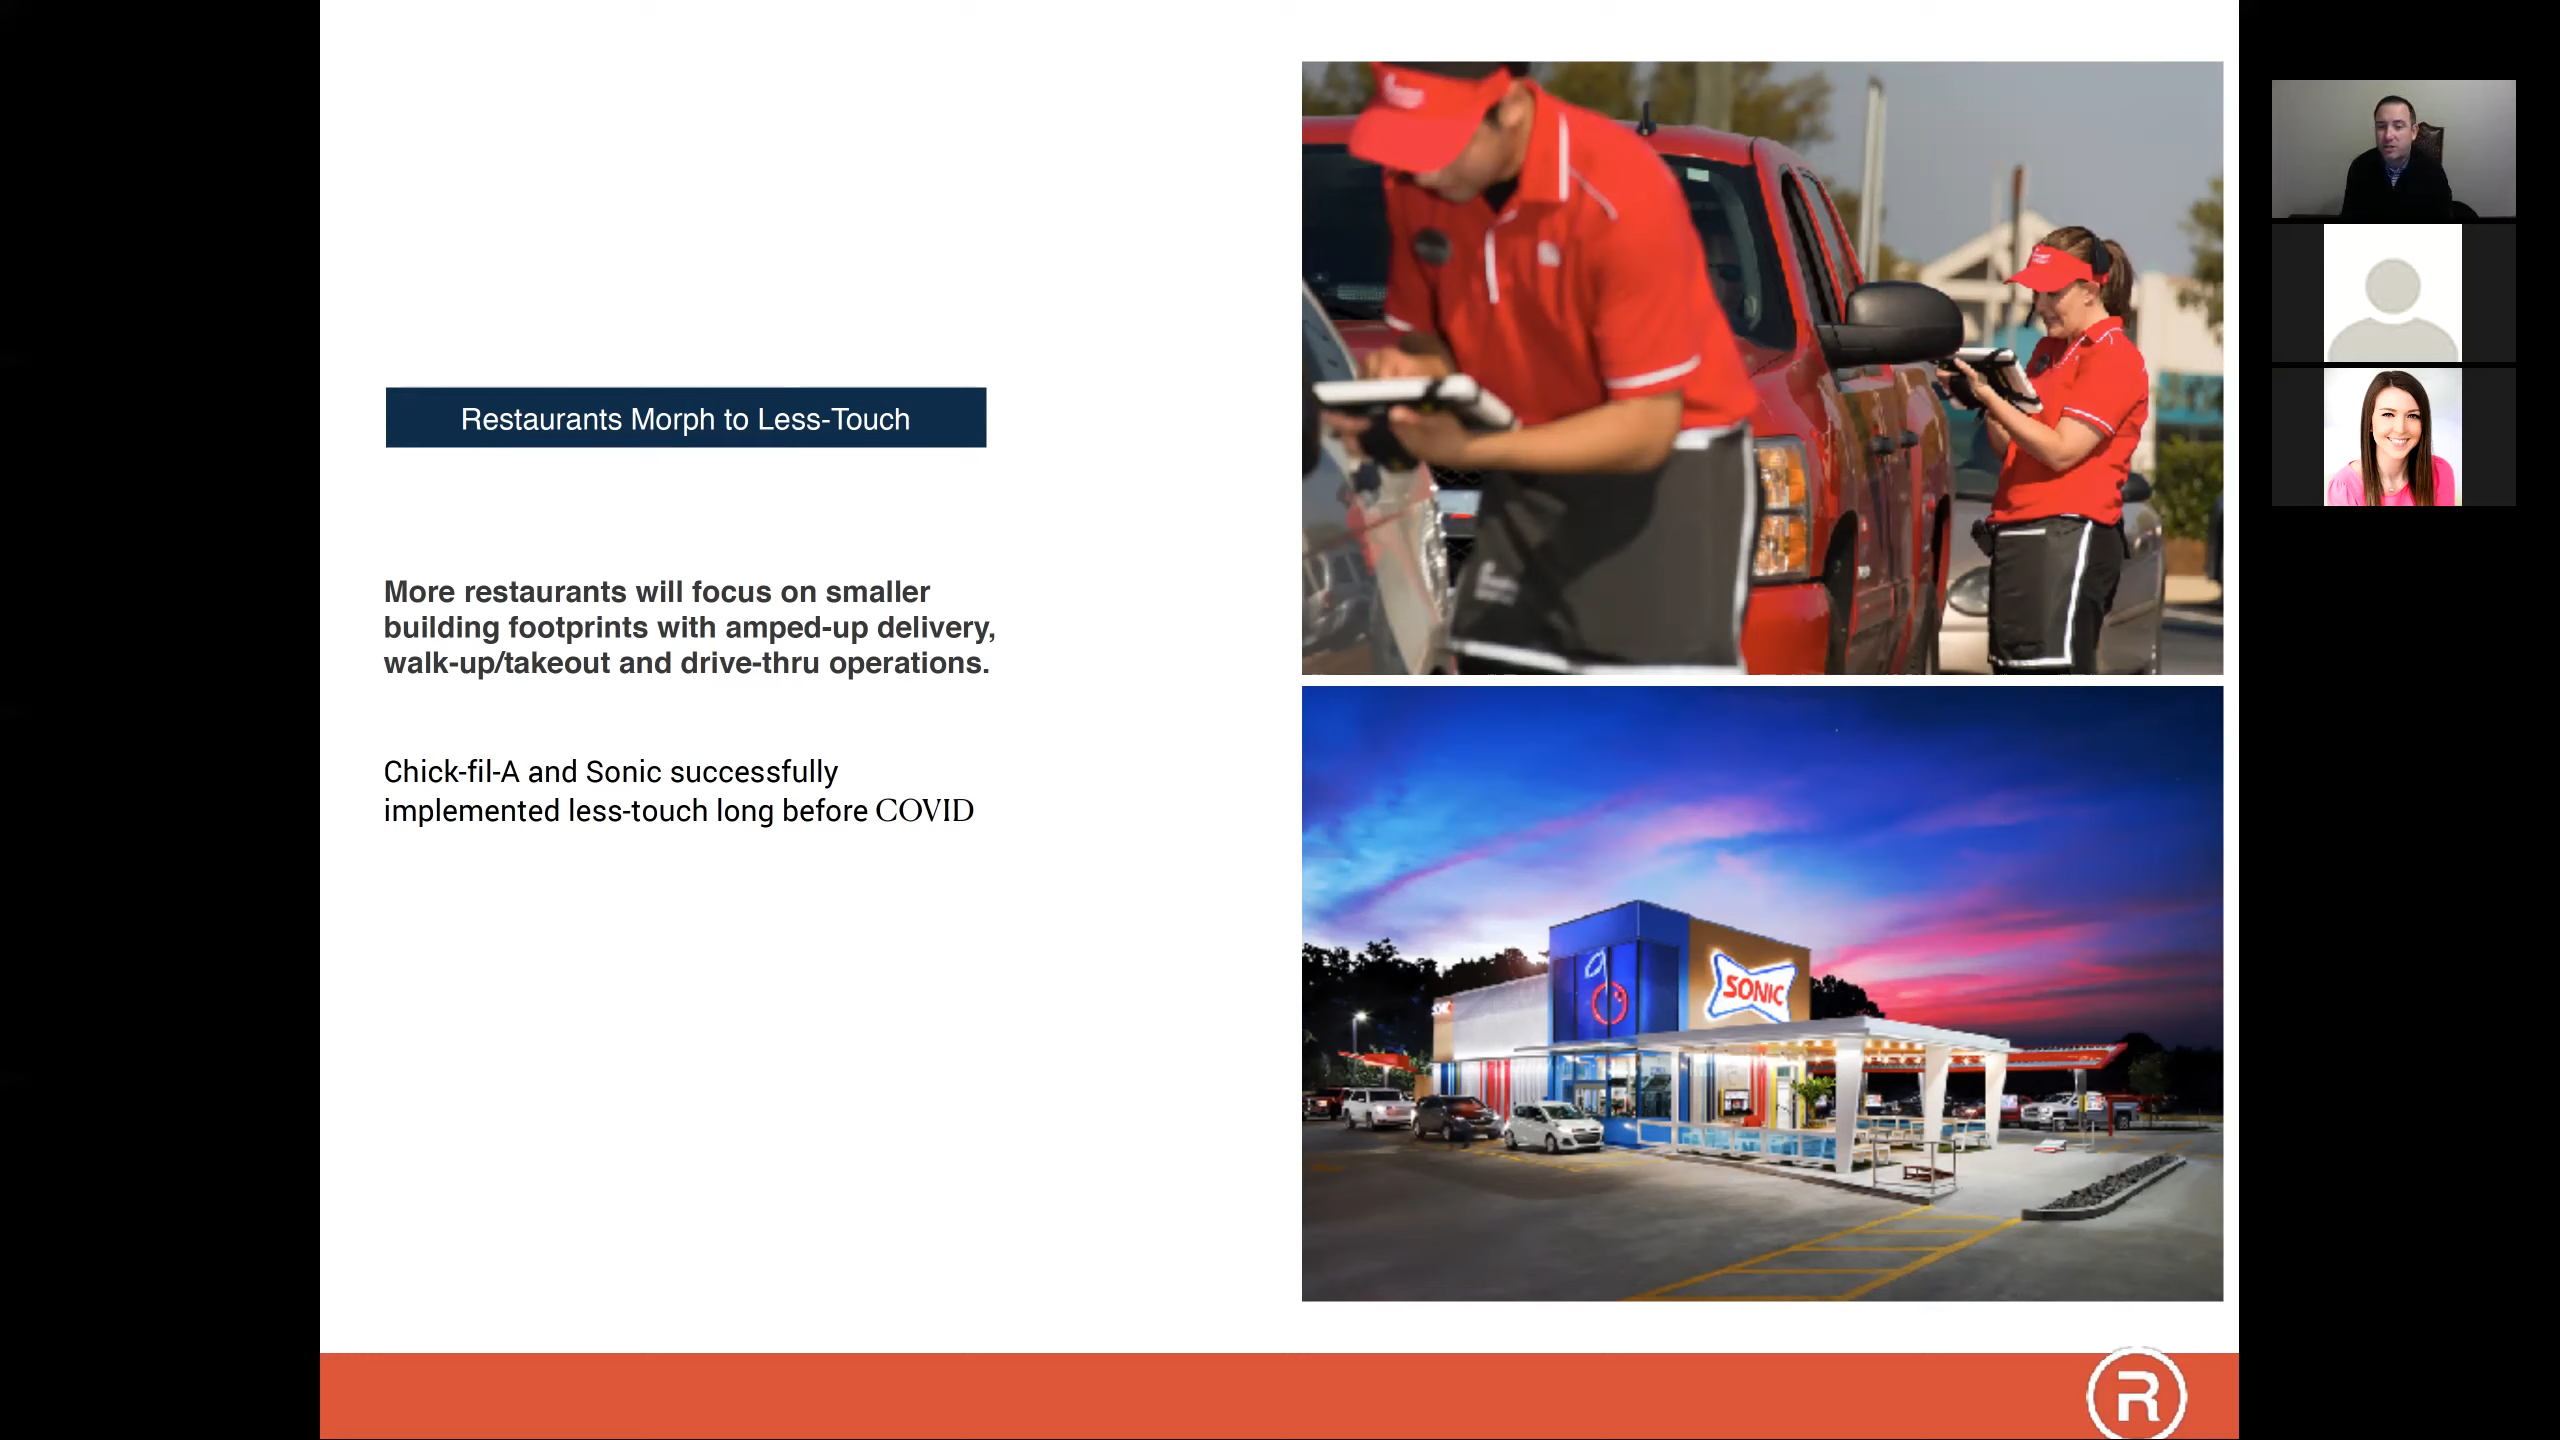 Restaurants Morph to Less-Touch
More restaurants will focus on smaller
building footprints with amped-up delivery,
walk-up/takeout and drive-thru operations.
Chick-fil-A and Sonic successfully
implemented less-touch long before COVID
SONIC
R